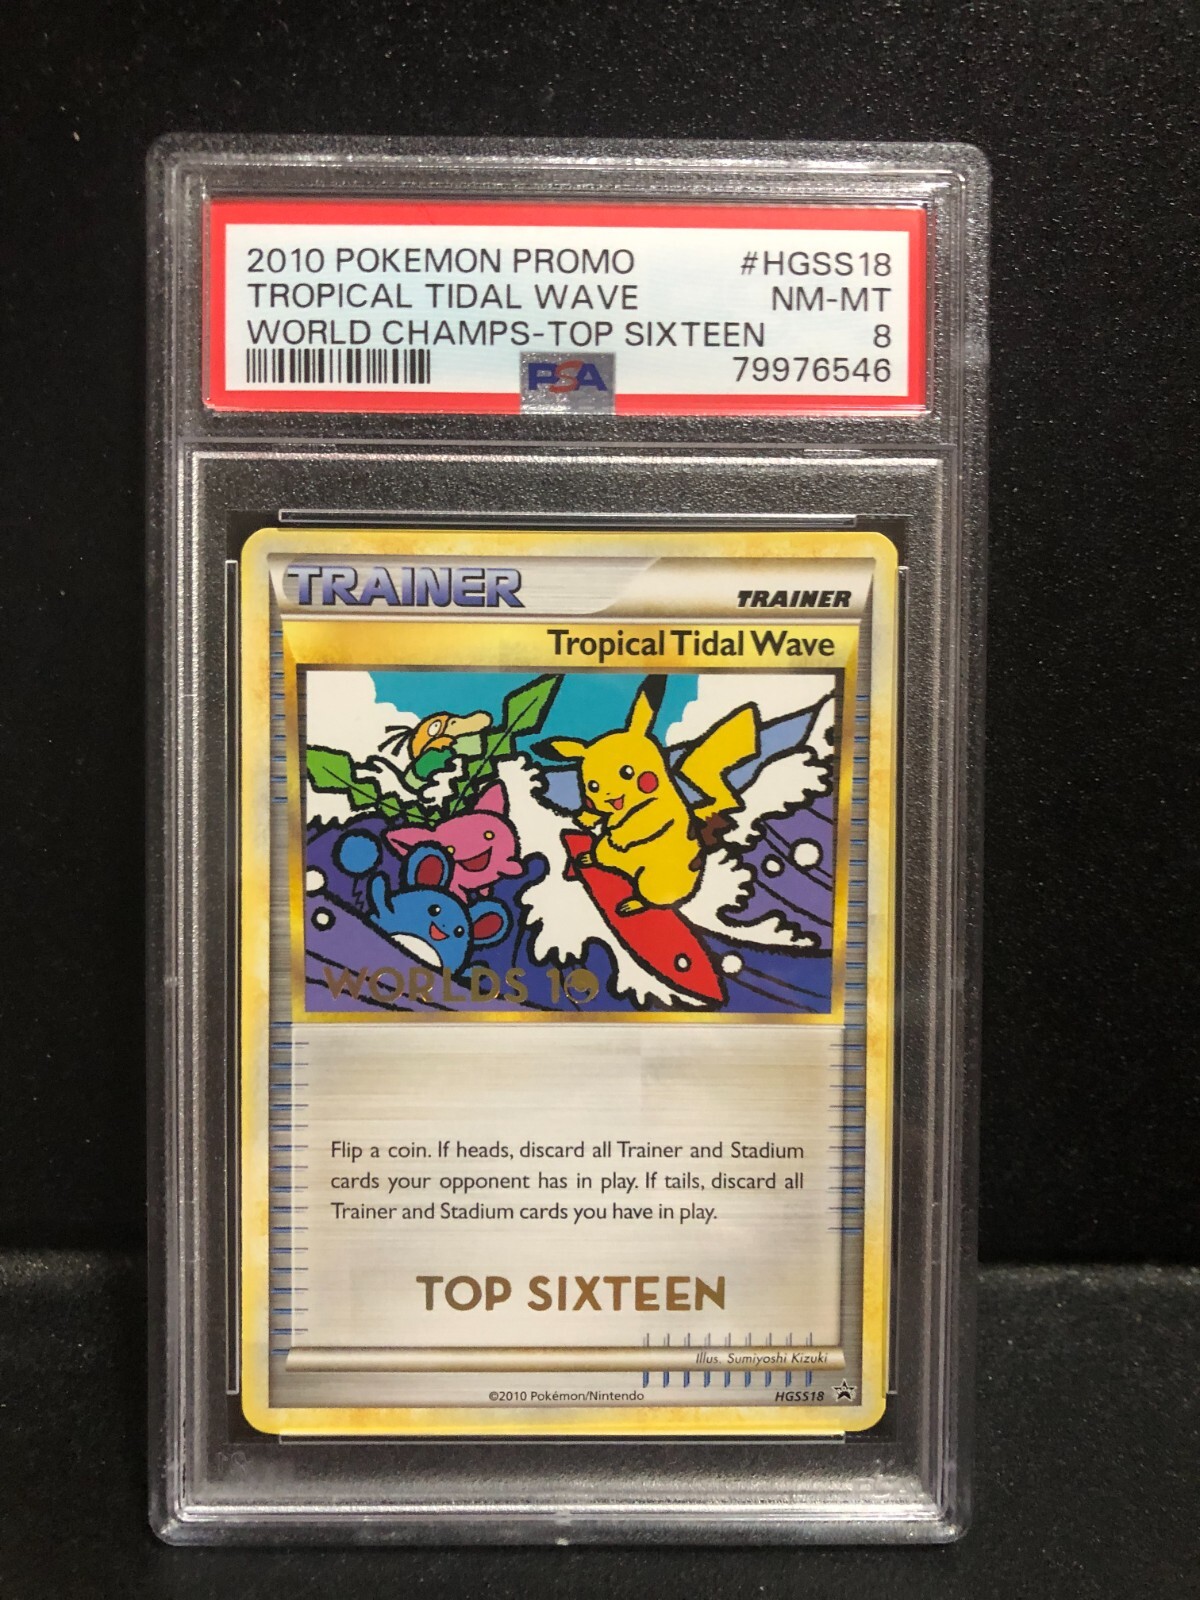 2010 POKEMON PROMO #HGSS18
TROPICAL TIDAL WAVE NM-MT
WORLD CHAMPS-TOP SIXTEEN 8
PSA 79976546
TRAINER TRAINER
Tropical Tidal Wave
WORLDS 10
Flip a coin. If heads, discard all Trainer and Stadium
cards your opponent has in play. If tails, discard all
Trainer and Stadium cards you have in play.
TOP SIXTEEN
Illus. Sumiyoshi Kizuki
©2010 Pokémon/Nintendo HGSS18